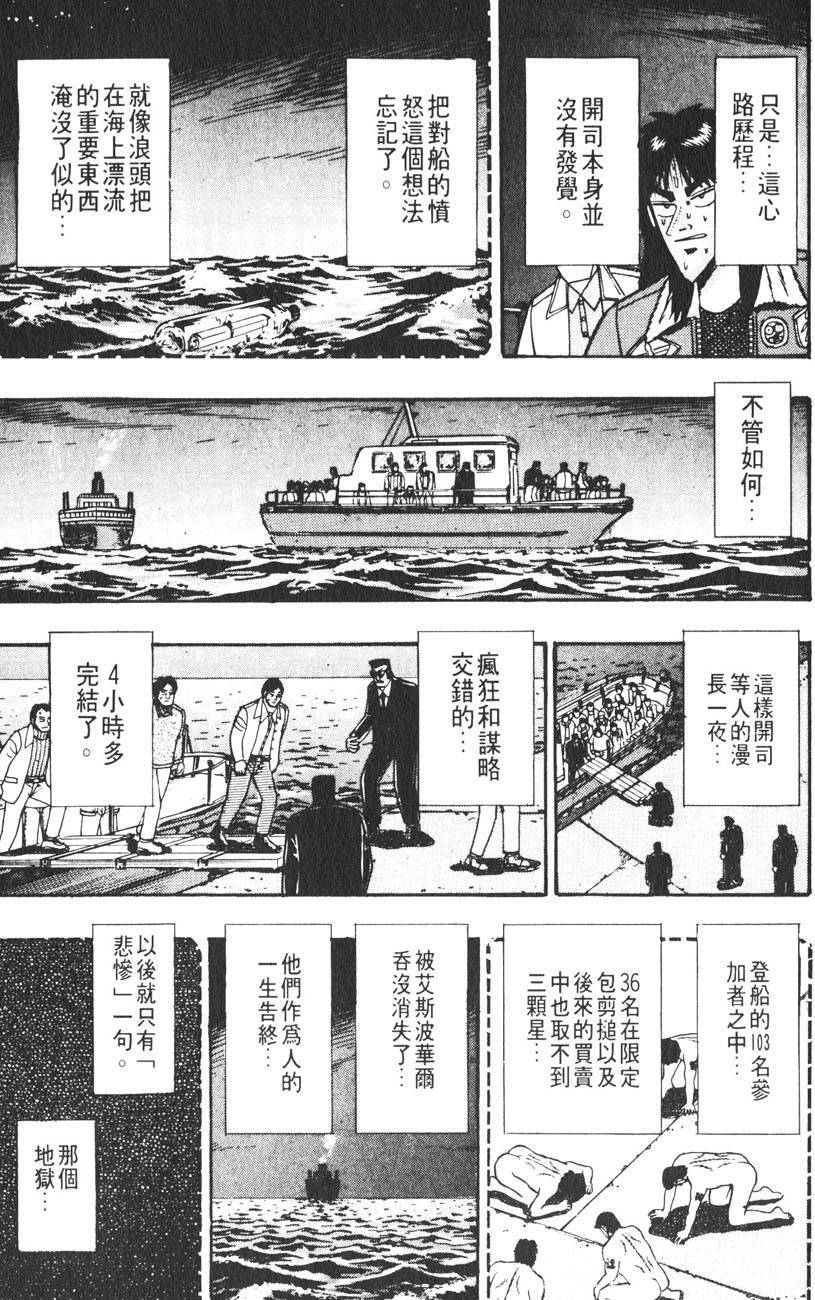 只是…這心
路歷程…
開司本身並
沒有發覺。
把對船的憤
怒這個想法
忘記了。
就像浪頭把
在海上漂流
的重要東西
淹沒了似的…
不管如何…
這樣開司
等人的漫
長一夜…
瘋狂和謀略
交錯的…
4小時多
完結了。
登船的103名參
加者之中…
36名在限定
包剪搥以及
後來的買賣
中也取不到
三顆星…
被艾斯波華爾
吞沒消失了…
他們作爲人的
一生告終…
以後就只有「
悲慘」一句。
那個
地獄…